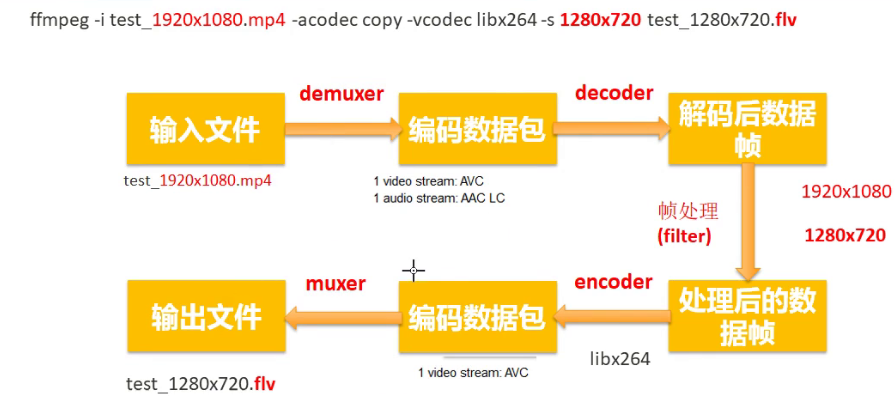 ffmpeg -i test_1920x1080.mp4 -acodec copy -vcodec libx264 -s 1280x720 test_1280x720.flv
demuxer
decoder
输入文件
编码数据包
解码后数据
帧
test_1920x1080.mp4
1 video stream: AVC
1 audio stream: AAC LC
帧处理
(filter)
1920x1080
1280x720
muxer
encoder
输出文件
编码数据包
处理后的数
据帧
libx264
test_1280x720.flv
1 video stream: AVC